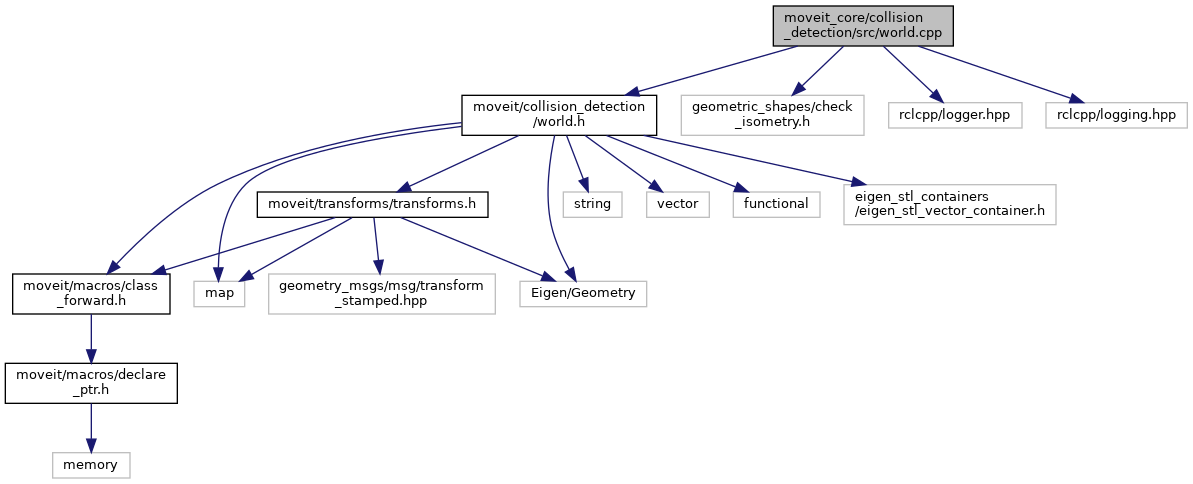 moveit_core/collision
_detection/src/world.cpp
moveit/collision_detection
/world.h
geometric_shapes/check
_isometry.h
rclcpp/logger.hpp
rclcpp/logging.hpp
moveit/transforms/transforms.h
string
vector
functional
eigen_stl_containers
/eigen_stl_vector_container.h
moveit/macros/class
_forward.h
map
geometry_msgs/msg/transform
_stamped.hpp
Eigen/Geometry
moveit/macros/declare
_ptr.h
memory